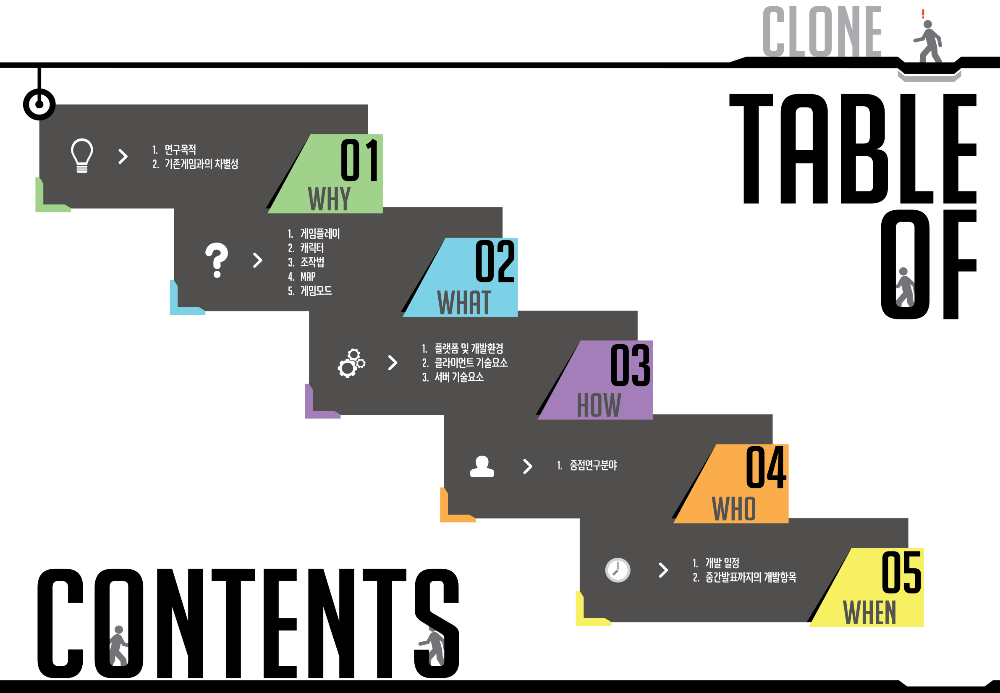 CLONE
!
TABLE
OF
CONTENTS
1. 연구목적
2. 기존게임과의 차별성
01
WHY
1. 게임플레이
2. 캐릭터
3. 조작법
4. MAP
5. 게임모드
02
WHAT
1. 플랫폼 및 개발환경
2. 클라이언트 기술요소
3. 서버기술요소
03
HOW
1. 중점연구분야
04
WHO
1. 개발 일정
2. 중간발표까지의 개발항목
05
WHEN